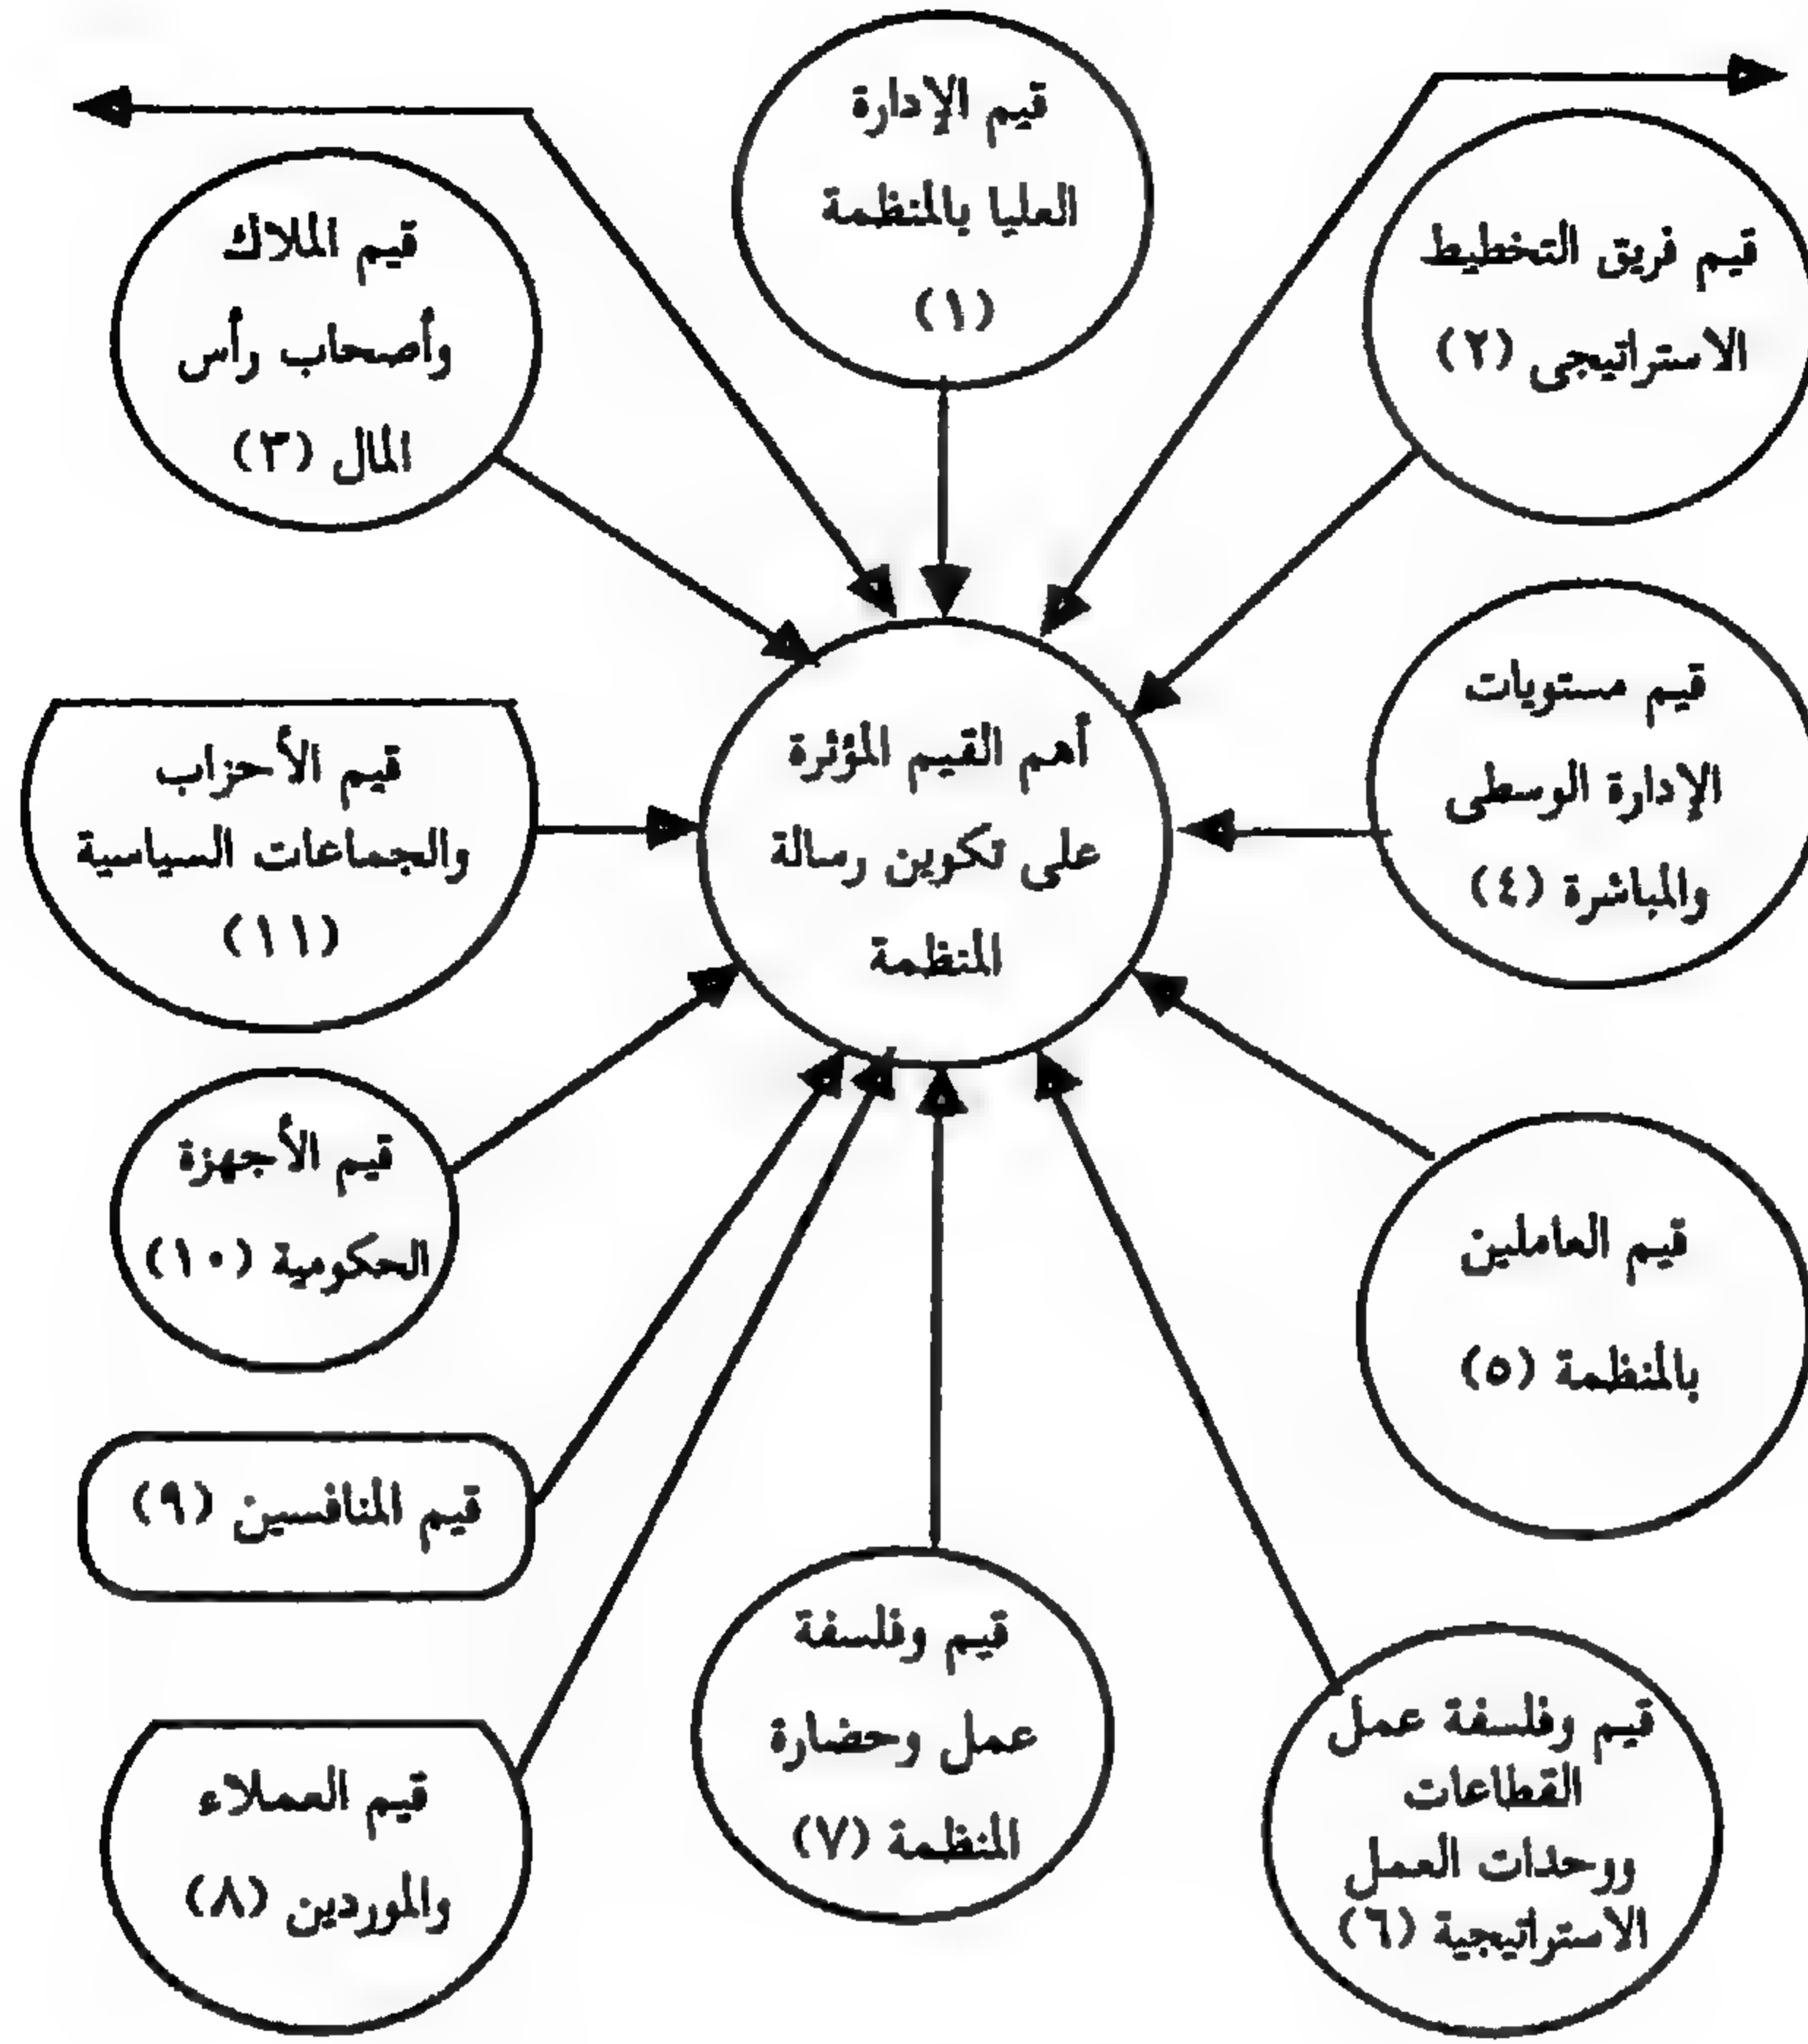 قيم الإدارة
العليا بالمنظمة
(١)
قيم فريق التخطيط
الاستراتيجى (٢)
قيم الملاك
وأصحاب رأس
المال (٣)
قيم مستويات
الإدارة الوسطى
والمباشرة (٤)
أهم القيم المؤثرة
على تكوين رسالة
المنظمة
قيم العاملين
بالمنظمة (٥)
قيم وفلسفة عمل
القطاعات
ووحدات العمل
الاستراتيجية (٦)
قيم وفلسفة
عمل وحضارة
المنظمة (٧)
قيم العملاء
والموردين (٨)
قيم المنافسين (٩)
قيم الأجهزة
الحكومية (١٠)
قيم الأحزاب
والجماعات السياسية
(١١)